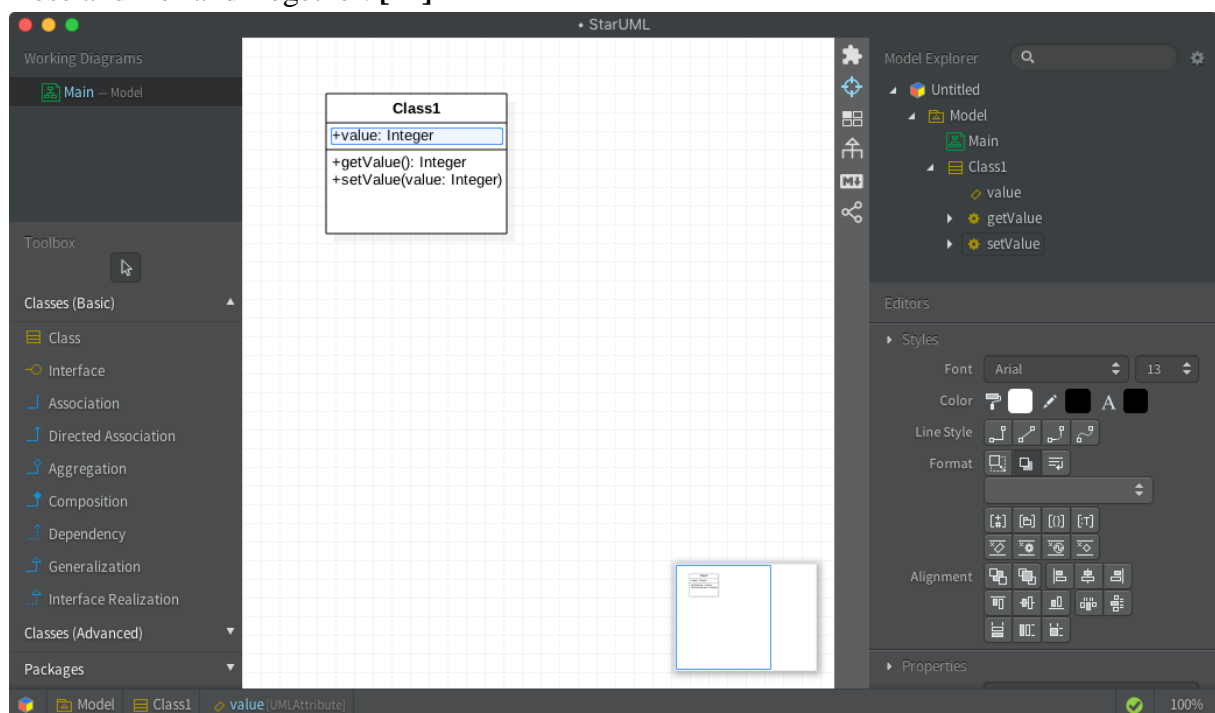 • StarUML
Working Diagrams
Main — Model
Toolbox
Classes (Basic)
Class
Interface
Association
Directed Association
Aggregation
Composition
Dependency
Generalization
Interface Realization
Classes (Advanced)
Packages
Class1
+value: Integer
+getValue(): Integer
+setValue(value: Integer)
M
Model Explorer
Untitled
Model
Main
Class1
value
getValue
setValue
Editors
Styles
Font Arial 13
Color A
Line Style
Format
Alignment
Properties
Model Class1 value [UMLAttribute] 100%